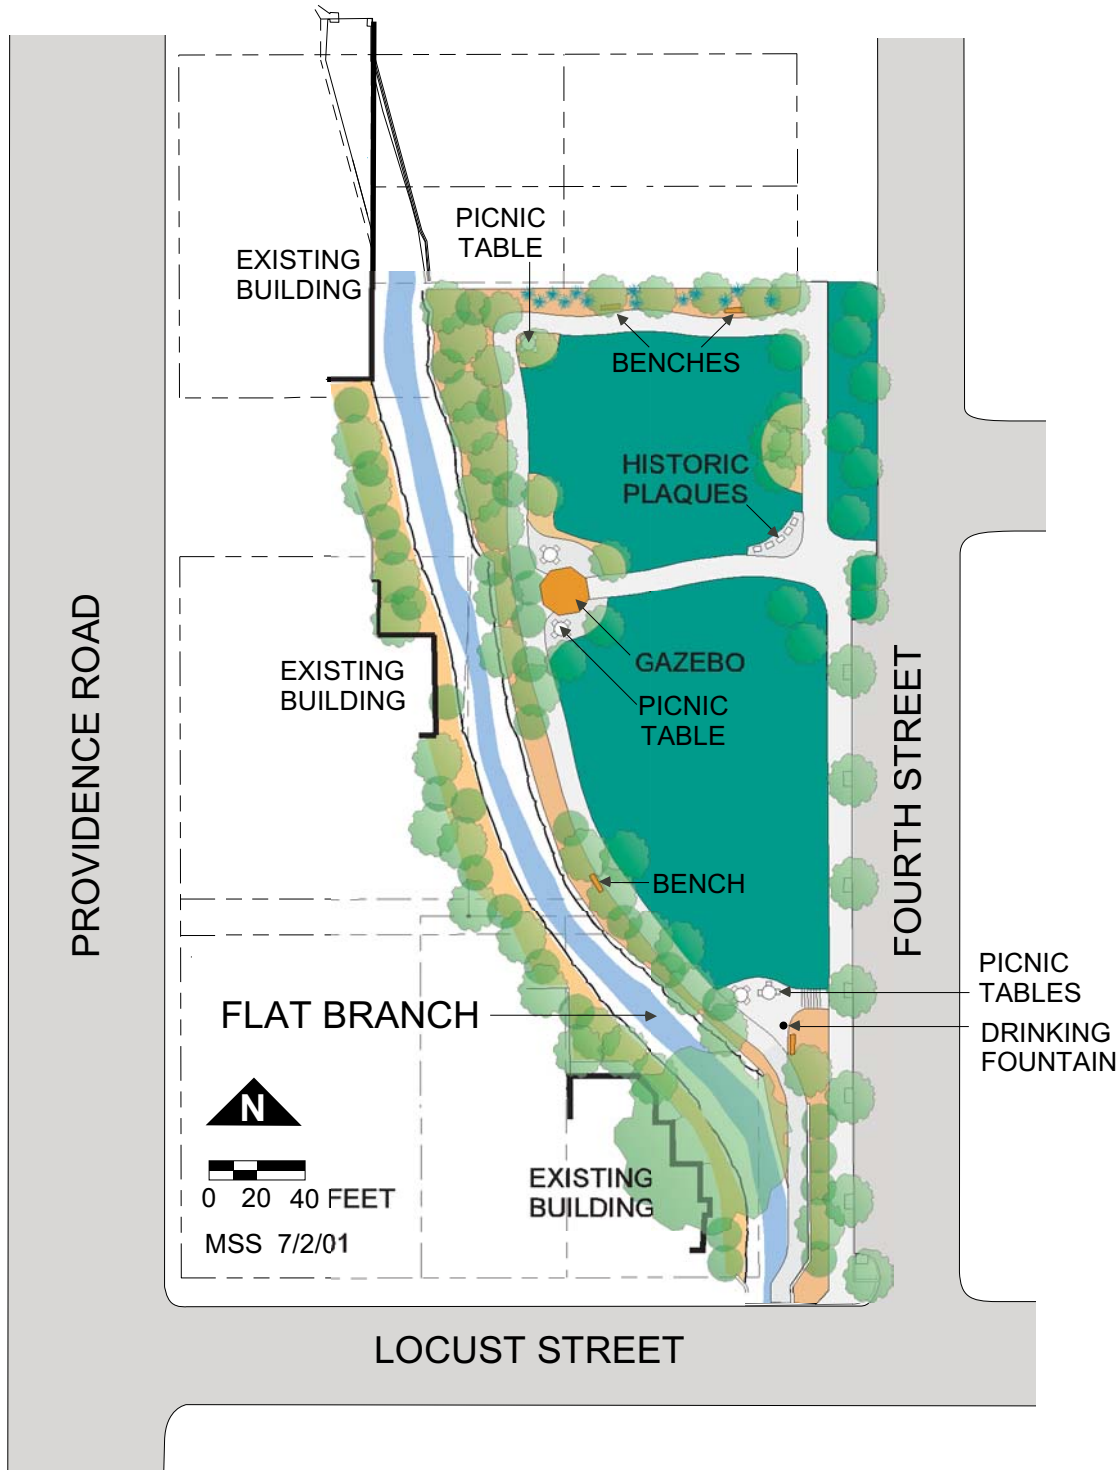 PICNIC
TABLE
EXISTING
BUILDING
BENCHES
HISTORIC
PLAQUES
PROVIDENCE ROAD
EXISTING
BUILDING
GAZEBO
PICNIC
TABLE
FOURTH STREET
BENCH
PICNIC
TABLES
FLAT BRANCH
DRINKING
FOUNTAIN
N
0 20 40 FEET
EXISTING
BUILDING
MSS 7/2/01
LOCUST STREET